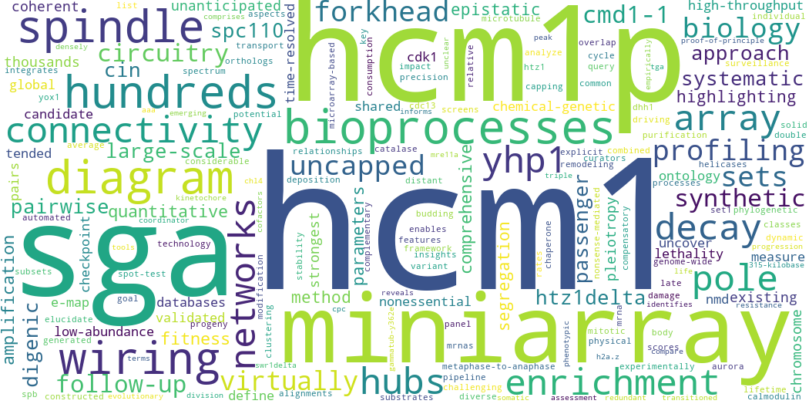 coherent list unanticipated
comprises aspects
spindle
forkhead epistatic
microtubule
high-throughput
individual
thousands spc110
circuitry
time-resolved
hcm1p
cmd1-1
biology
integrates transport
cin spectrum
cdk1 peak overlap
impact analyze cycle
proof-of-principle
approach
surveillance
global orthologs
hundreds
microarray-based
consumption key
precision relative
htz1 query
capping common
tga
empirically
systematic
highlighting
yox1 emerging potential
candidate
densely
unclear
shared cdc13 screens chemical-genetic dhh1 driving
array
solid
double
connectivity
bioprocesses
purification
tended large-scale
average considerable
relationships catalase
informs
explicit combined
remodeling curators
profiling
helicases
pairs
diagram
uncapped
yhp1
mrella
deposition distant
ontology
processes
sets
synthetic
pairwise
quantitative
chl4
kinetochore
networks
cofactors
stability
strongest
parameters
complementary
comprehensive
budding
passenger
nonsense-mediated
triple
compensatory
pleiotropy
set1 phylogenetic
lethality classes
genome-wide
amplification
automated
coordinator
checkpoint
technology
sga
hcm1
enables
features
framework
insights
variant
chaperone
decay
uncover dynamic
315-kilobase progression
life late measure
subsets tools
spot-test
e-map databases
modification
method
reveals
nonessential
segregation
rates
htz1delta
pole
damage
identifies
nmd existing
resistance
elucidate validated
goal
low-abundance progeny
clustering
cpc
panel
mrnas
miniarray
phenotypic
mitotic body
physical scores
compare
aurora
digenic
generated fitness
wiring
terms
swr1delta
metaphase-to-anaphase
pipeline
challenging
h2a.z
mrna
experimentally
chromosome
spb
follow-up
virtually
hubs
diverse somatic
enrichment
redundant
lifetime
calmodulin
constructed evolutionary division define alignments substrates assessment transitioned